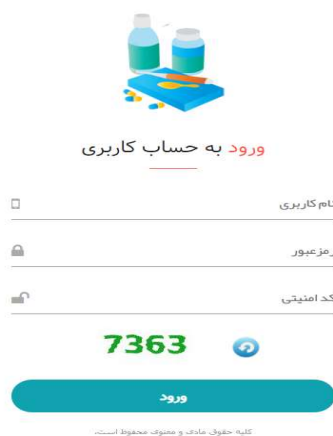 ورود به حساب کاربری
نام کاربری
رمزعبور
کد امنیتی
7363
ورود
کلیه حقوق مادی و معنوی محفوظ است.